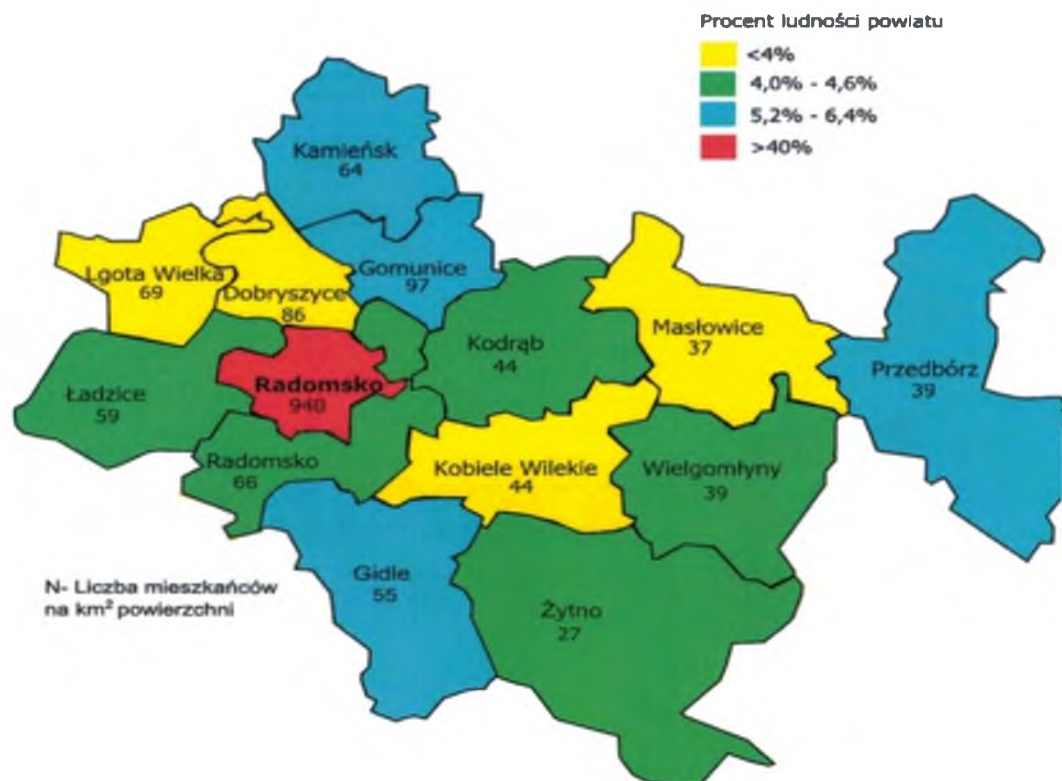 Procent ludności powiatu
<4%
4,0% - 4,6%
5,2% - 6,4%
>40%
Kamieńsk
64
Lgota Wielka
69
Dobryszyce
86
Gomunice
97
Kodrąb
44
Masłowice
37
Przedbórz
39
Ładzice
59
Radomsko
940
Radomsko
66
Kobiele Wilekie
44
Wielgomłyny
39
Gidle
55
Żytno
27
N- Liczba mieszkańców
na km² powierzchni